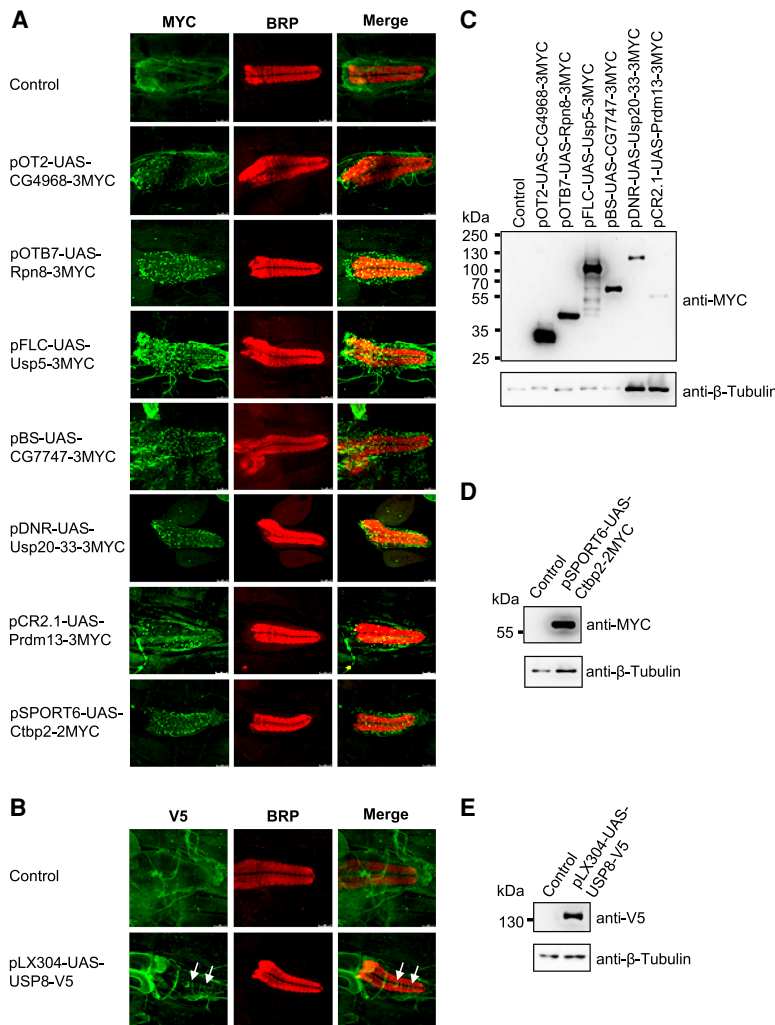 A
MYC BRP Merge
Control
pOT2-UAS-
CG4968-3MYC
pOTB7-UAS-
Rpn8-3MYC
pFLC-UAS-
Usp5-3MYC
pBS-UAS-
CG7747-3MYC
pDNR-UAS-
Usp20-33-3MYC
pCR2.1-UAS-
Prdm13-3MYC
pSPORT6-UAS-
Ctbp2-2MYC
B
V5 BRP Merge
Control
pLX304-UAS-
USP8-V5
C
Control
pOT2-UAS-CG4968-3MYC
pOTB7-UAS-Rpn8-3MYC
pFLC-UAS-Usp5-3MYC
pBS-UAS-CG7747-3MYC
pDNR-UAS-Usp20-33-3MYC
pCR2.1-UAS-Prdm13-3MYC
kDa
250
130
100
70
55
35
25
anti-MYC
anti-β-Tubulin
D
Control
pSPORT6-UAS-
Ctbp2-2MYC
kDa
55
anti-MYC
anti-β-Tubulin
E
Control
pLX304-UAS-
USP8-V5
kDa
130
anti-V5
anti-β-Tubulin